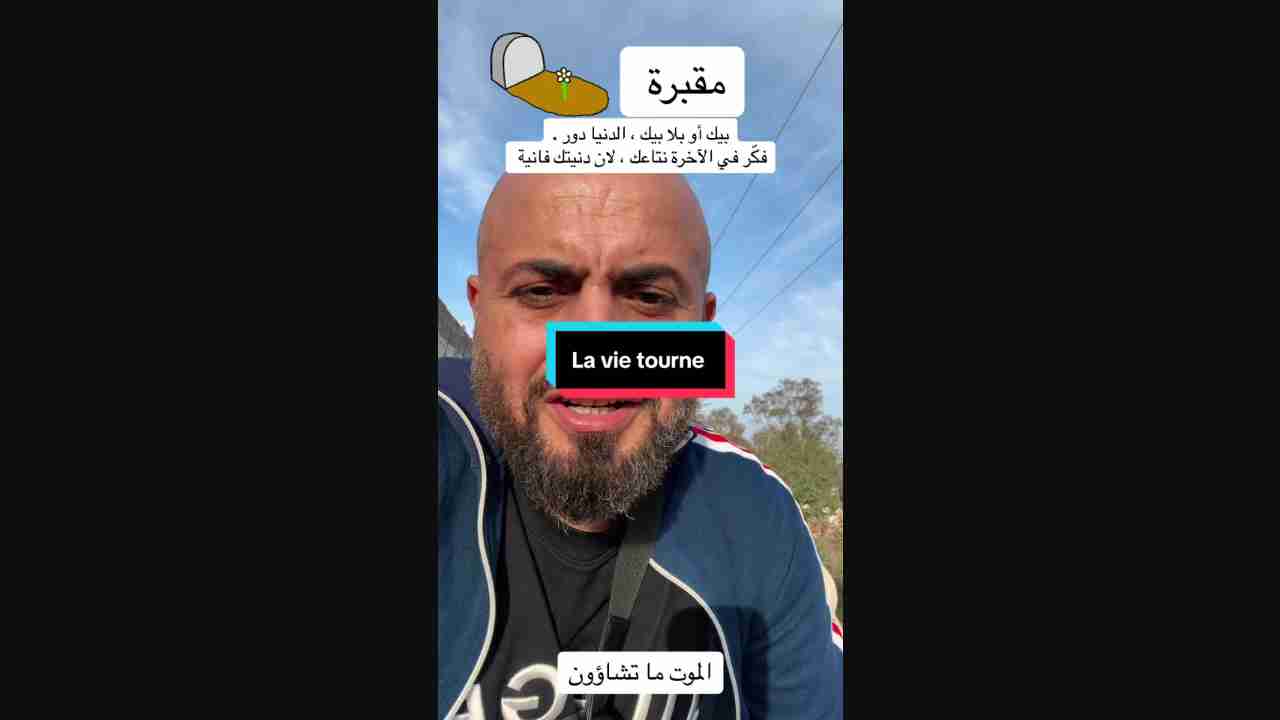 مقبرة
بيك أو بلا بيك ، الدنيا دور .
فكّر في الآخرة نتاعك ، لان دنيتك فانية
La vie tourne
الموت ما تشاؤون